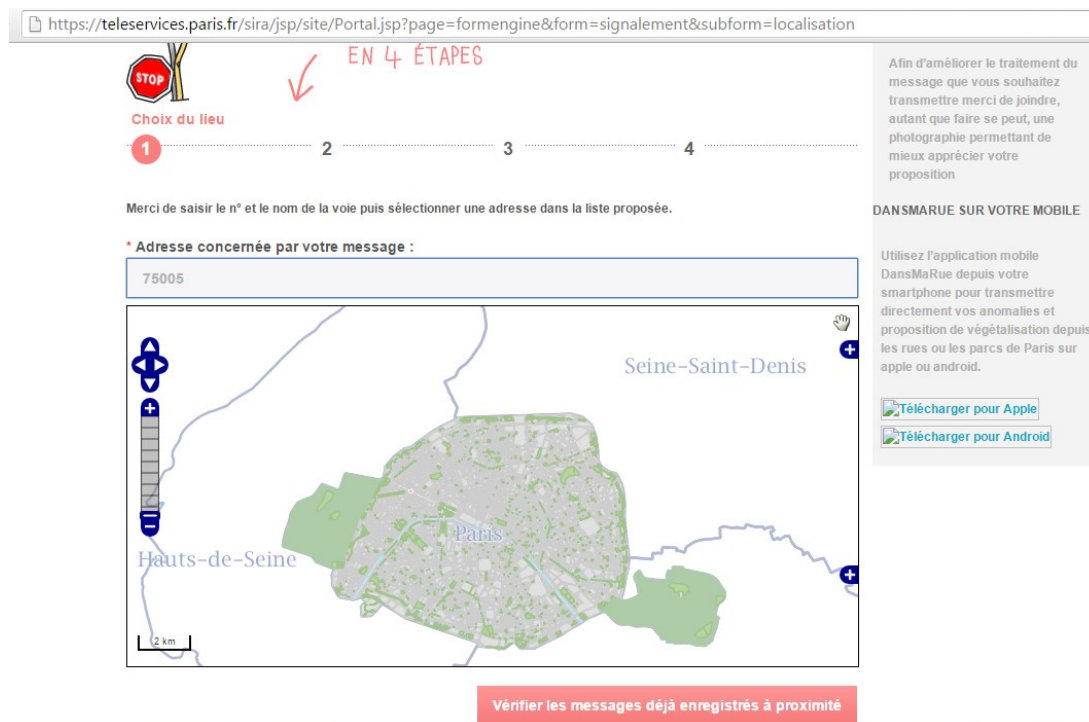 https://teleservices.paris.fr/sira/jsp/site/Portal.jsp?page=formengine&form=signalement&subform=localisation
STOP
EN 4 ÉTAPES
Choix du lieu
1 2 3 4
Merci de saisir le n° et le nom de la voie puis sélectionner une adresse dans la liste proposée.
* Adresse concernée par votre message :
75005
Seine-Saint-Denis
Paris
Hauts-de-Seine
2 km
Vérifier les messages déjà enregistrés à proximité
Afin d'améliorer le traitement du
message que vous souhaitez
transmettre merci de joindre,
autant que faire se peut, une
photographie permettant de
mieux apprécier votre
proposition
DANSMARUE SUR VOTRE MOBILE
Utilisez l'application mobile
DansMaRue depuis votre
smartphone pour transmettre
directement vos anomalies et
proposition de végétalisation depuis
les rues ou les parcs de Paris sur
apple ou android.
Télécharger pour Apple
Télécharger pour Android